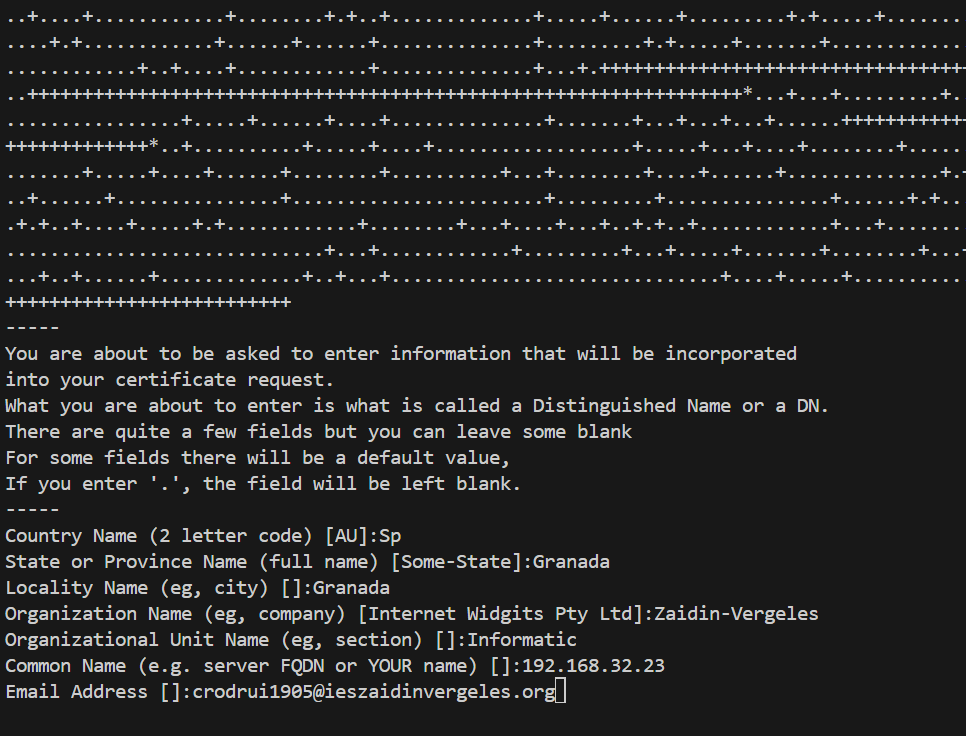 -----
You are about to be asked to enter information that will be incorporated
into your certificate request.
What you are about to enter is what is called a Distinguished Name or a DN.
There are quite a few fields but you can leave some blank
For some fields there will be a default value,
If you enter '.', the field will be left blank.
-----
Country Name (2 letter code) [AU]:Sp
State or Province Name (full name) [Some-State]:Granada
Locality Name (eg, city) []:Granada
Organization Name (eg, company) [Internet Widgits Pty Ltd]:Zaidin-Vergeles
Organizational Unit Name (eg, section) []:Informatic
Common Name (e.g. server FQDN or YOUR name) []:192.168.32.23
Email Address []:crodrui1905@ieszaidinvergeles.org